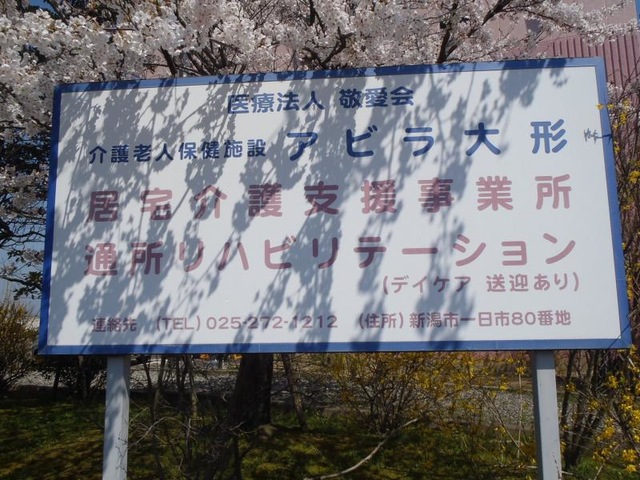 医療法人 敬愛会
介護老人保健施設 アビラ大形
居宅介護支援事業所
通所リハビリテーション
(デイケア 送迎あり)
連絡先 (TEL) 025-272-1212 (住所) 新潟市一日市80番地